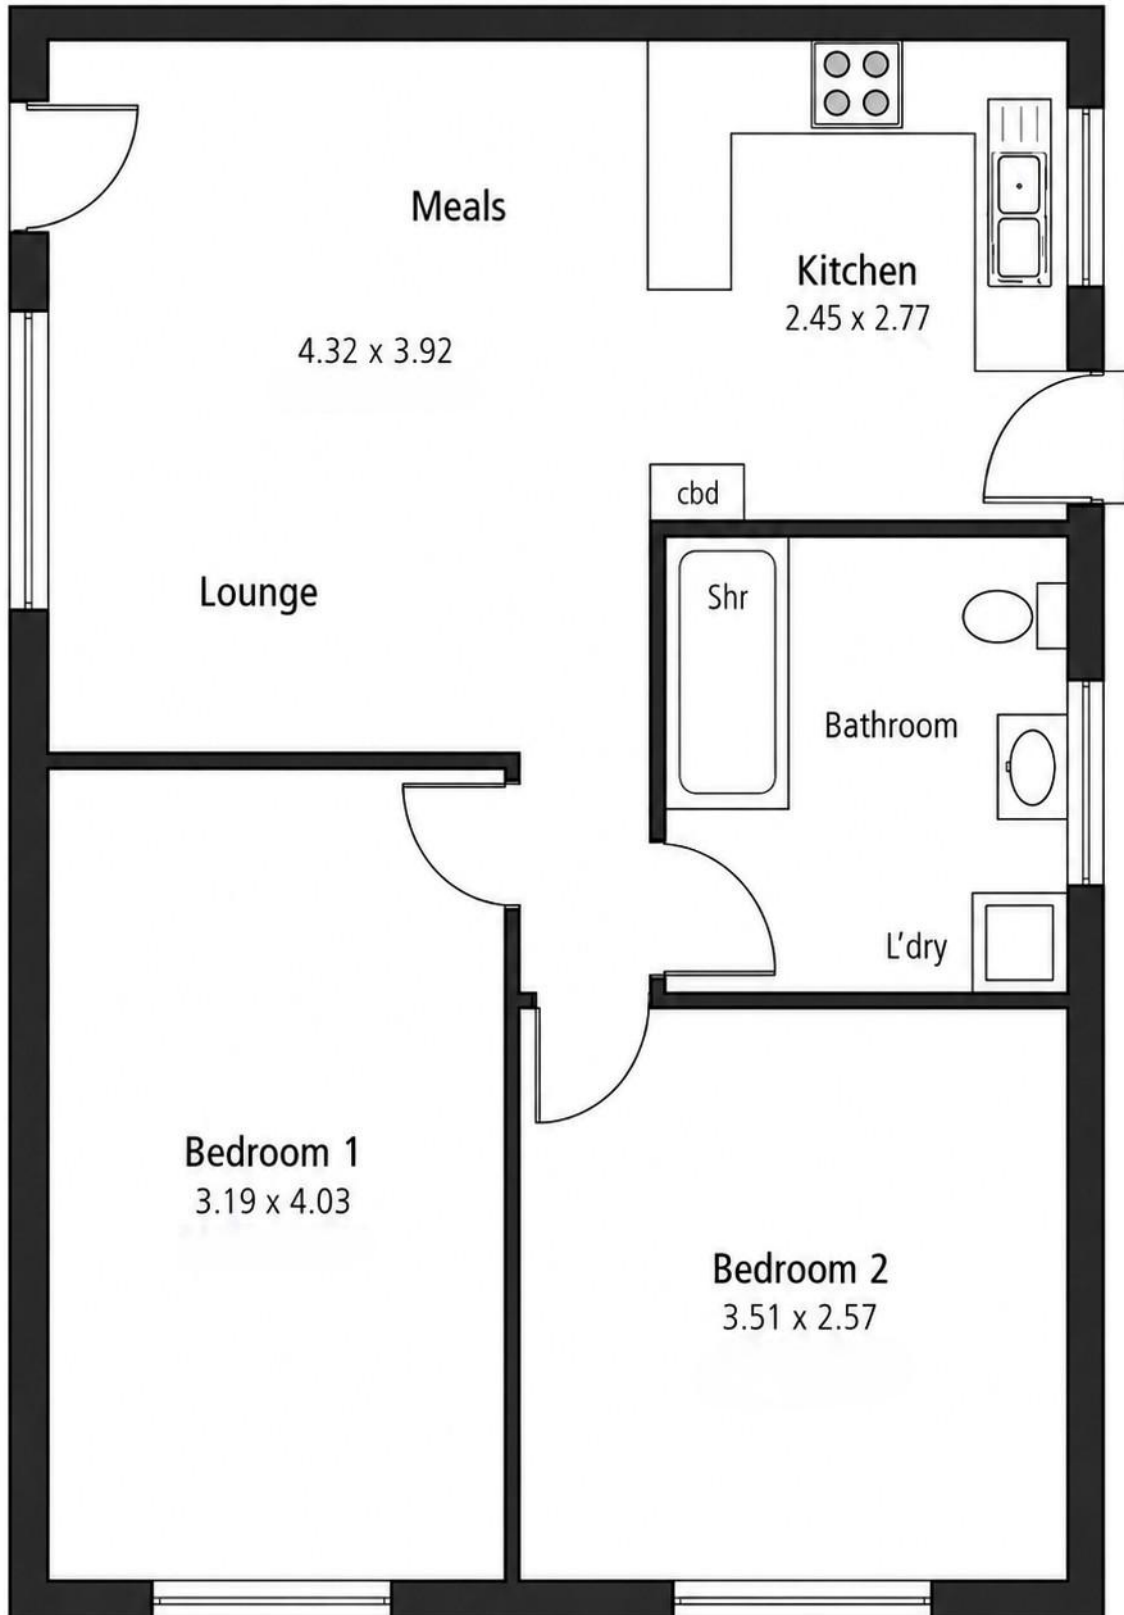 Meals
Kitchen
2.45 x 2.77
4.32 x 3.92
cbd
Lounge
Shr
Bathroom
L'dry
Bedroom 1
3.19 x 4.03
Bedroom 2
3.51 x 2.57